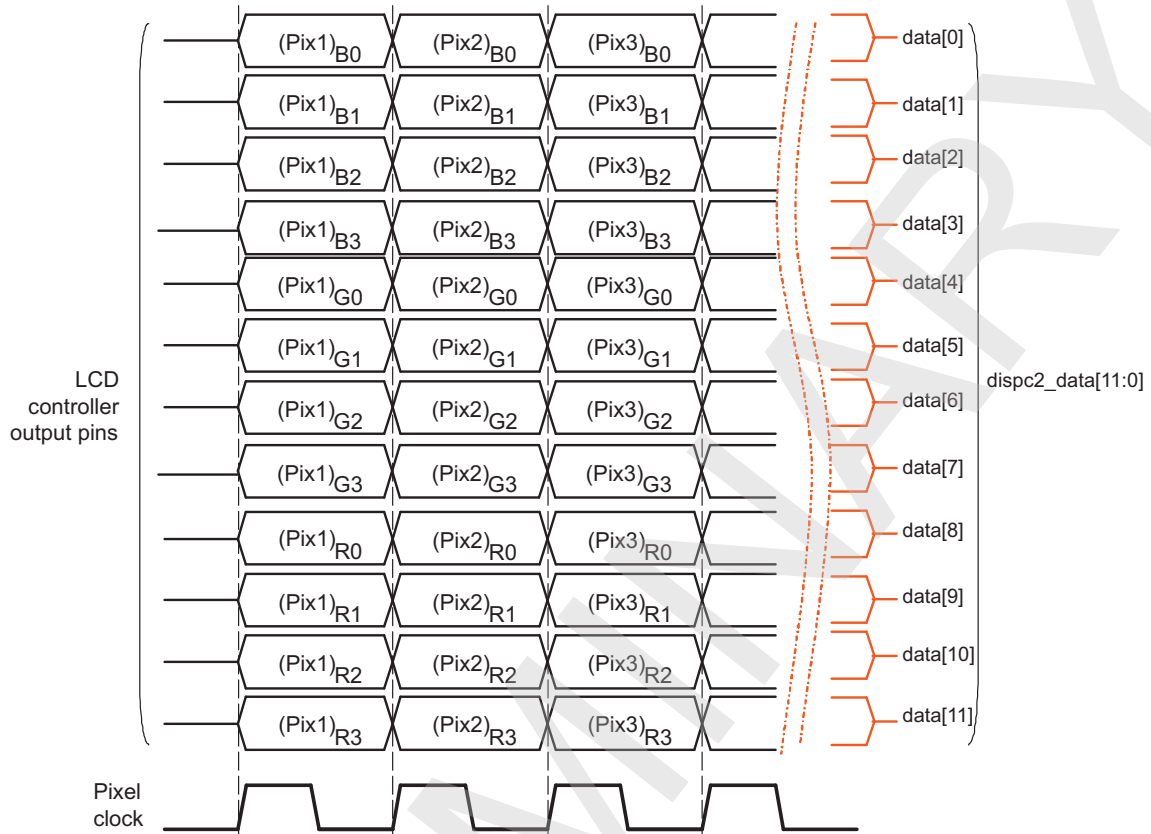 (Pix1)B0 (Pix2)B0 (Pix3)B0 data[0]
(Pix1)B1 (Pix2)B1 (Pix3)B1 data[1]
(Pix1)B2 (Pix2)B2 (Pix3)B2 data[2]
(Pix1)B3 (Pix2)B3 (Pix3)B3 data[3]
(Pix1)G0 (Pix2)G0 (Pix3)G0 data[4]
(Pix1)G1 (Pix2)G1 (Pix3)G1 data[5]
LCD
controller
output pins
dispc2_data[11:0]
(Pix1)G2 (Pix2)G2 (Pix3)G2 data[6]
(Pix1)G3 (Pix2)G3 (Pix3)G3 data[7]
(Pix1)R0 (Pix2)R0 (Pix3)R0 data[8]
(Pix1)R1 (Pix2)R1 (Pix3)R1 data[9]
(Pix1)R2 (Pix2)R2 (Pix3)R2 data[10]
(Pix1)R3 (Pix2)R3 (Pix3)R3 data[11]
Pixel
clock
MINARY